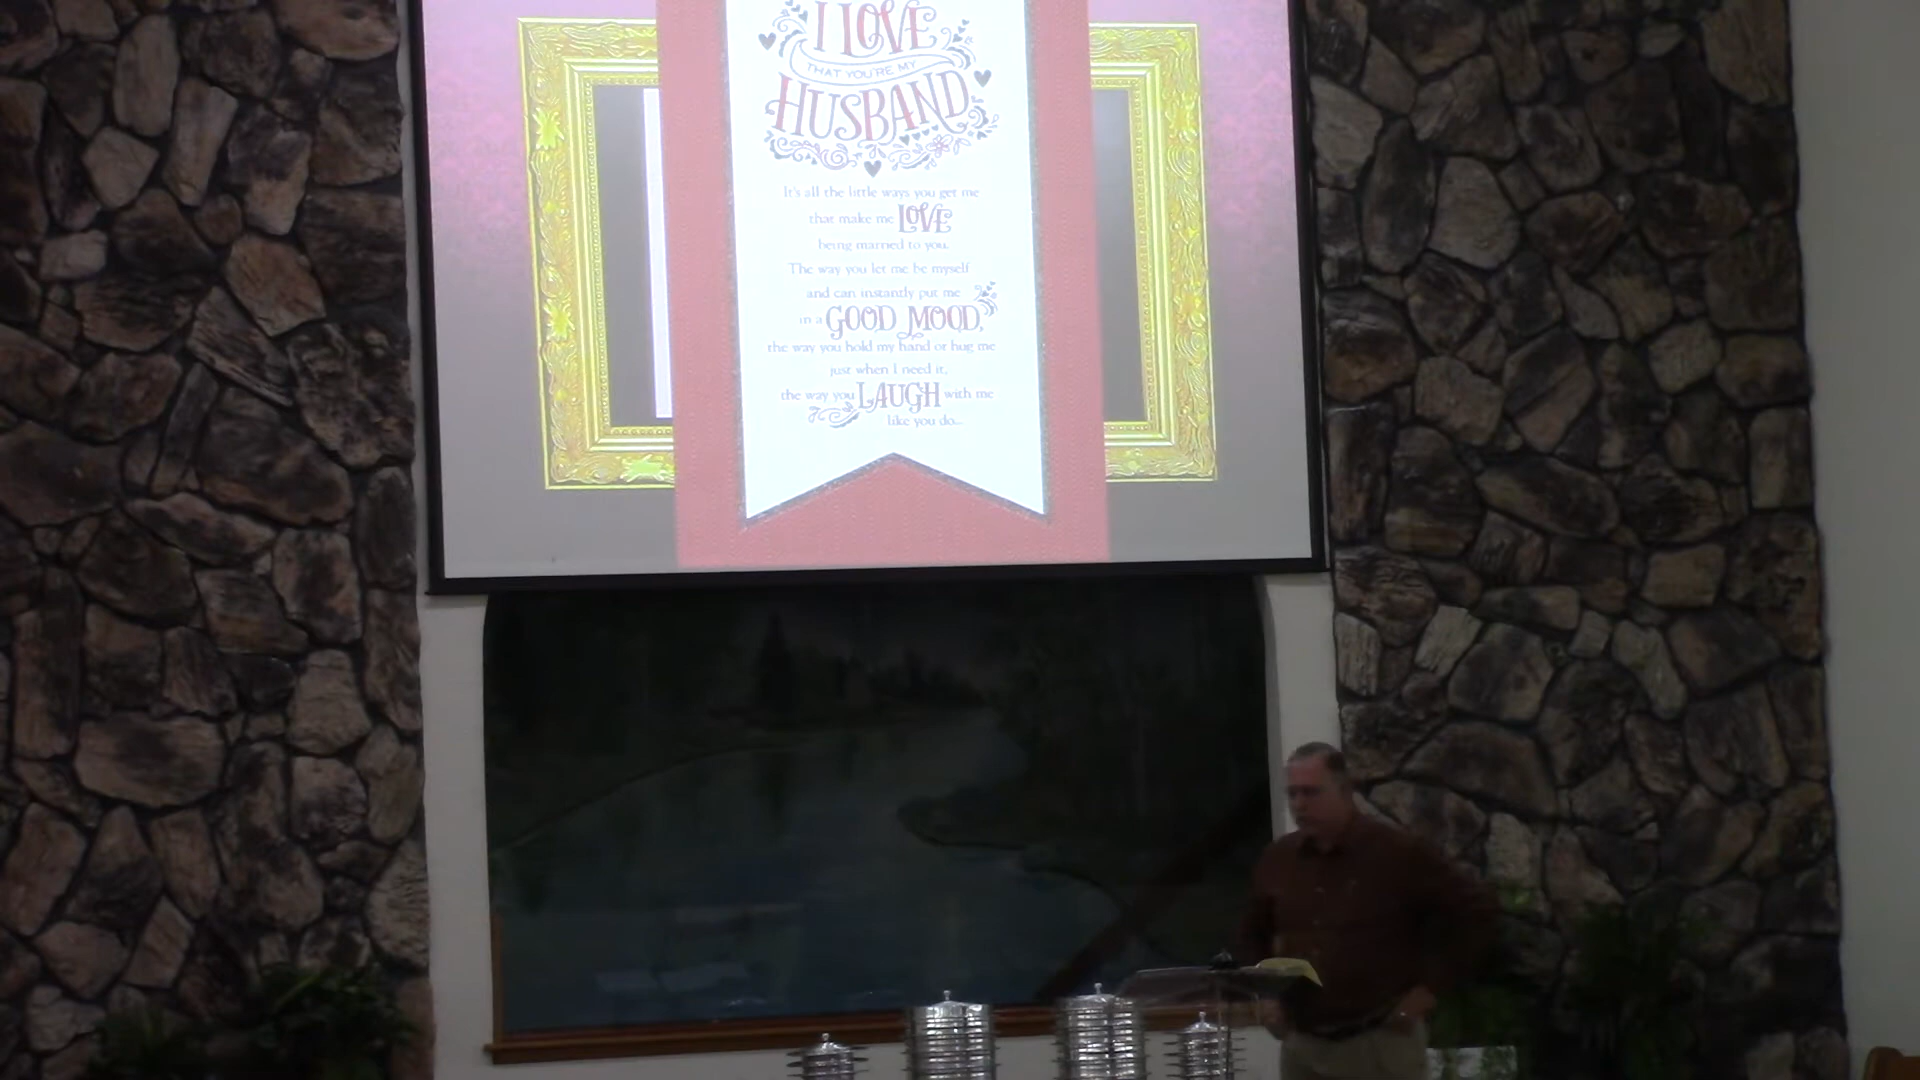 I LOVE
THAT YOU'RE MY
HUSBAND
It's all the little ways you get me
that make me LOVE
being married to you.
The way you let me be myself
and can instantly put me
in a GOOD MOOD,
the way you hold my hand or hug me
just when I need it,
the way you LAUGH with me
like you do...